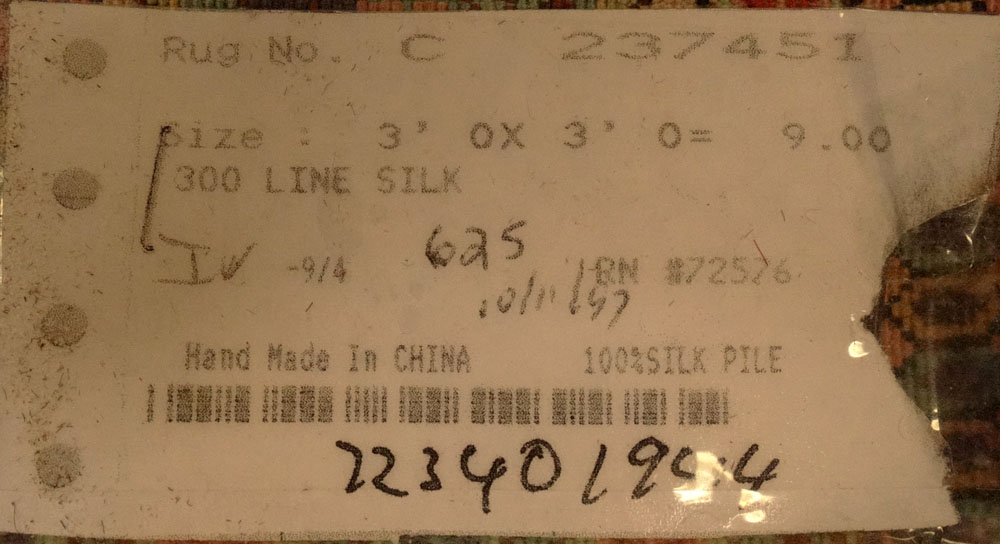 Rug No. C 237451
Size : 3' 0X 3' 0= 9.00
300 LINE SILK
625
-9/4 RN #72576
Hand Made In CHINA 100%SILK PILE